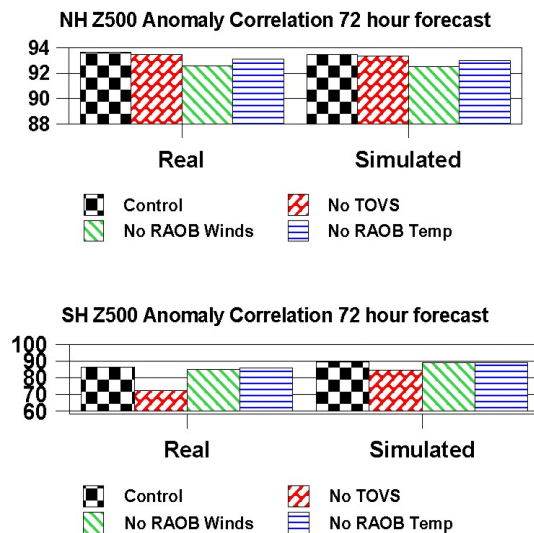 NH Z500 Anomaly Correlation 72 hour forecast
94
92
90
88
Real Simulated
Control No TOVS
No RAOB Winds No RAOB Temp
SH Z500 Anomaly Correlation 72 hour forecast
100
90
80
70
60
Real Simulated
Control No TOVS
No RAOB Winds No RAOB Temp